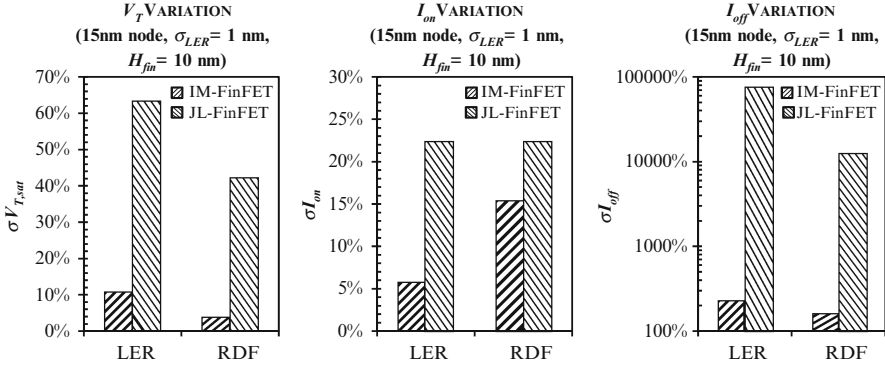 V_T VARIATION
(15nm node, σ_LER= 1 nm,
H_fin= 10 nm)
70%
60%
50%
40%
30%
20%
10%
0%
σV_T,sat
IM-FinFET
JL-FinFET
LER RDF
I_on VARIATION
(15nm node, σ_LER= 1 nm,
H_fin= 10 nm)
30%
25%
20%
15%
10%
5%
0%
σI_on
IM-FinFET
JL-FinFET
LER RDF
I_off VARIATION
(15nm node, σ_LER= 1 nm,
H_fin= 10 nm)
100000%
10000%
1000%
100%
σI_off
IM-FinFET
JL-FinFET
LER RDF